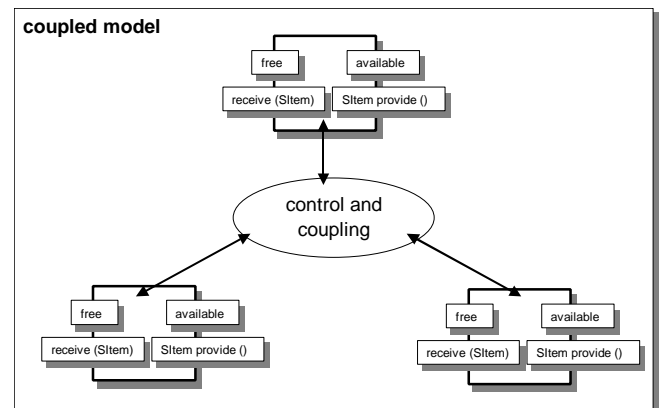 coupled model
free
available
receive (SItem)
SItem provide ()
control and
coupling
free
available
receive (SItem)
SItem provide ()
free
available
receive (SItem)
SItem provide ()